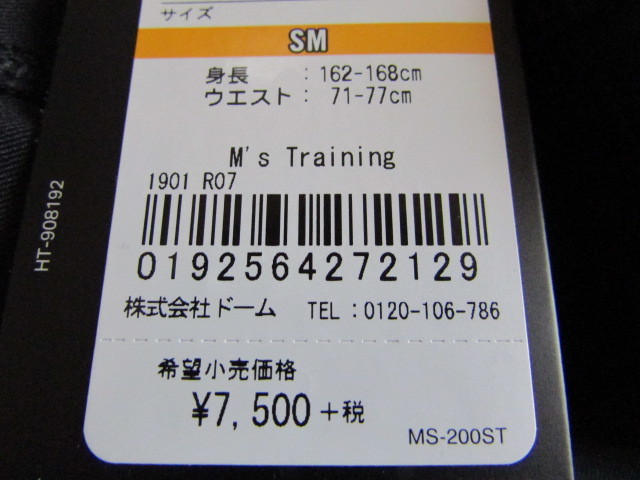 サイズ
SM
身長 : 162-168cm
ウエスト : 71-77cm
M's Training
1901 R07
0192564272129
株式会社ドーム TEL : 0120-106-786
希望小売価格
¥7,500 +税
MS-200ST
HT-908192